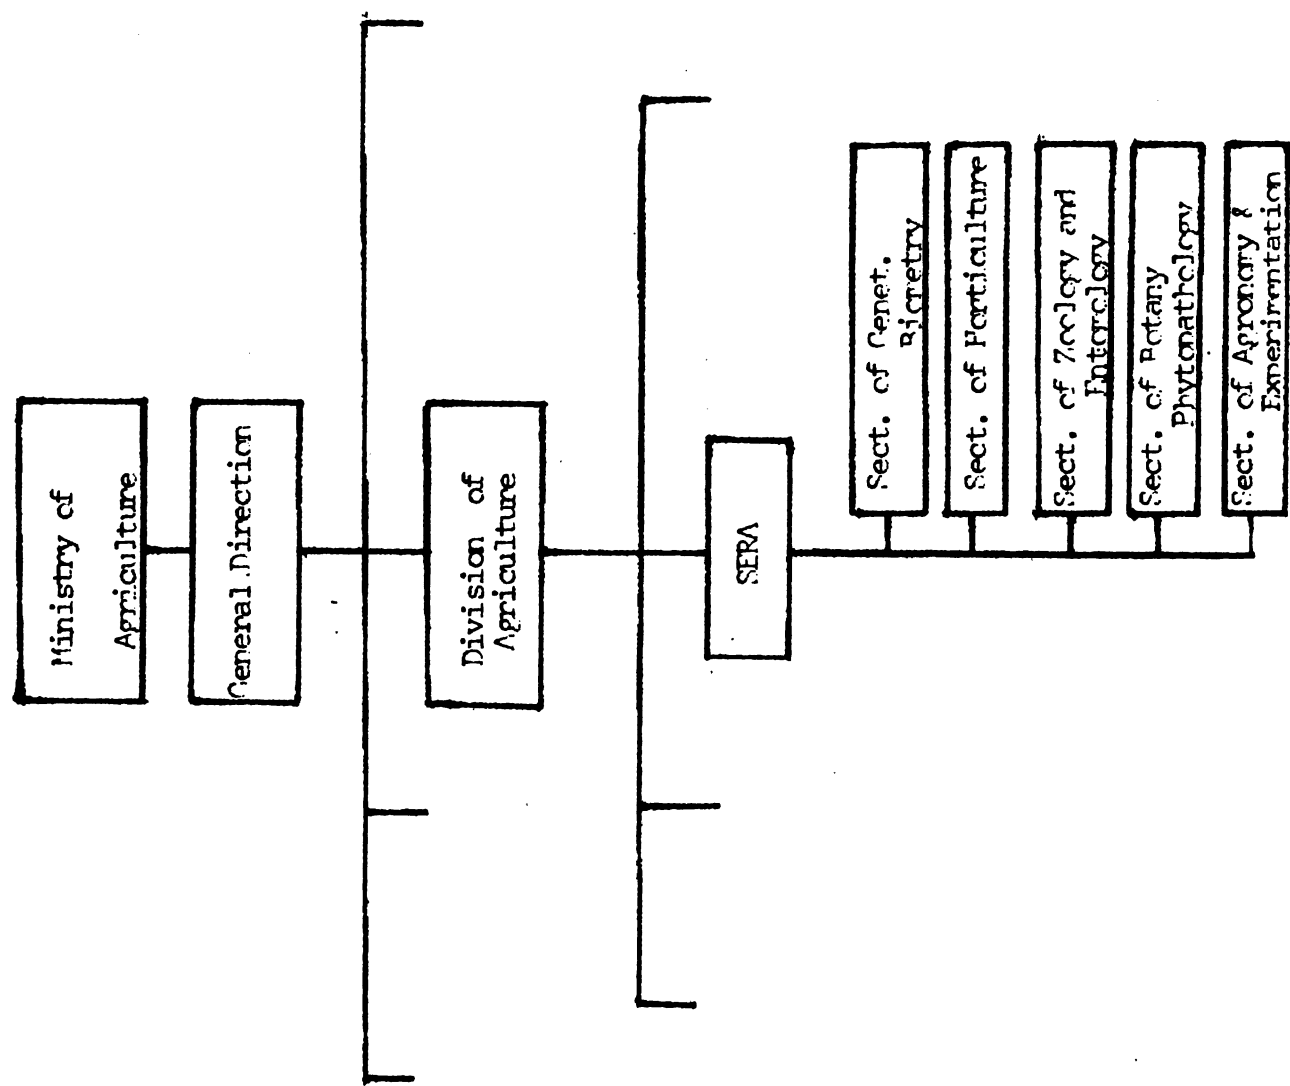 Ministry of
Agriculture
General Direction
Division of
Agriculture
SERA
Sect. of Genet.
Biometry
Sect. of Horticulture
Sect. of Zoology and
Entomology
Sect. of Botany
Phytopathology
Sect. of Agronomy &
Experimentation